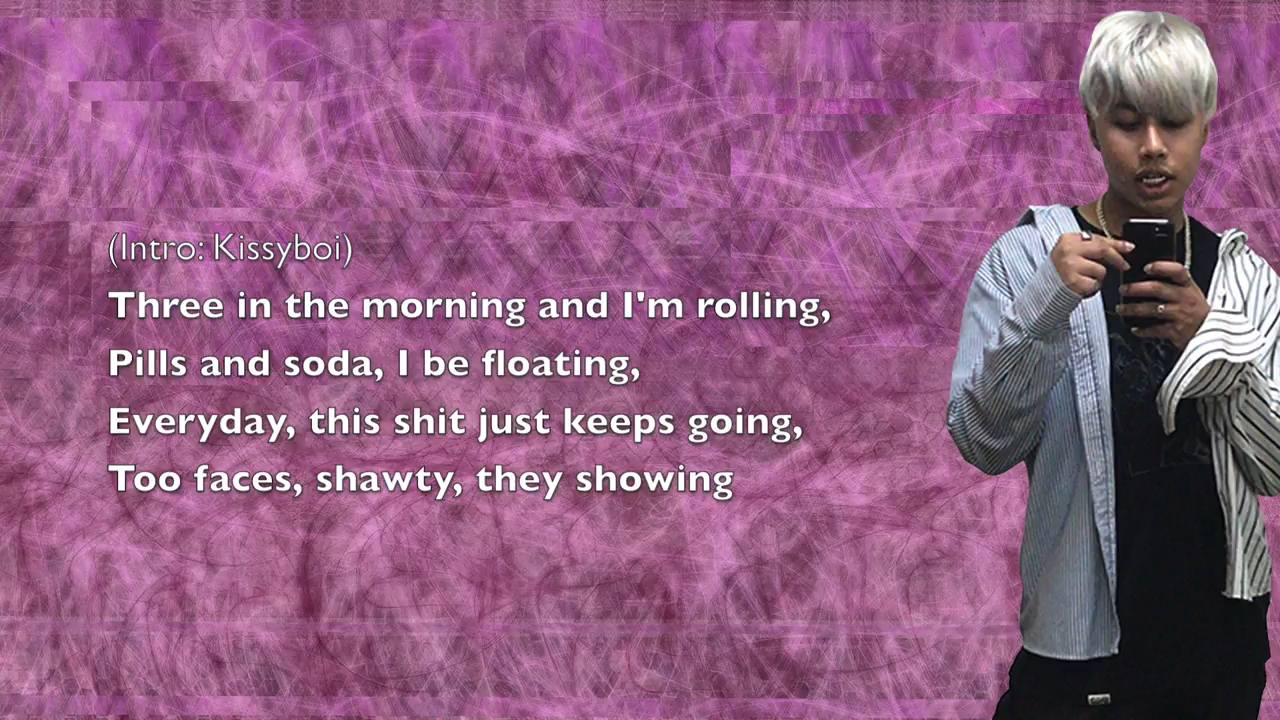 (Intro: Kissyboi)
Three in the morning and I'm rolling,
Pills and soda, I be floating,
Everyday, this shit just keeps going,
Too faces, shawty, they showing